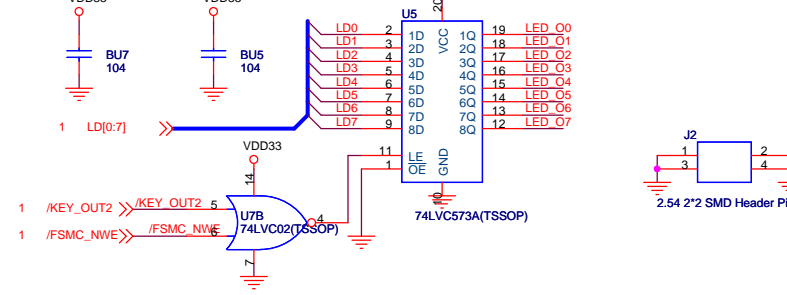 VDD33
VDD33
BU7
104
BU5
104
U5
20
VCC
LD0 2 1D 1Q 19 LED_O0
LD1 3 2D 2Q 18 LED_O1
LD2 4 3D 3Q 17 LED_O2
LD3 5 4D 4Q 16 LED_O3
LD4 6 5D 5Q 15 LED_O4
LD5 7 6D 6Q 14 LED_O5
LD6 8 7D 7Q 13 LED_O6
LD7 9 8D 8Q 12 LED_O7
1 LD[0:7]
11 LE
1 OE
GND
10
74LVC573A(TSSOP)
J2
1 2
3 4
2.54 2*2 SMD Header Pi
VDD33
14
1 /KEY_OUT2 /KEY_OUT2 5
U7B
4
74LVC02(TSSOP)
1 /FSMC_NWE /FSMC_NWE 6
7